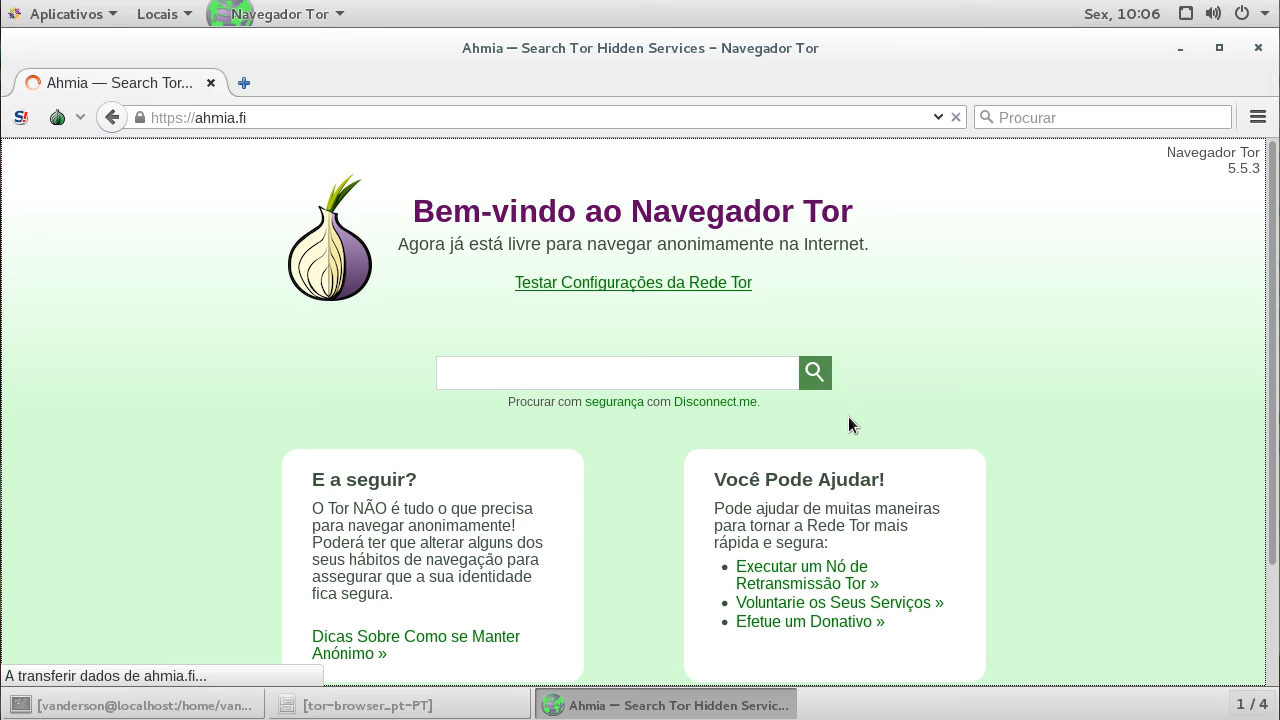 Aplicativos Locais Navegador Tor Sex, 10:06
Ahmia — Search Tor Hidden Services - Navegador Tor
Ahmia — Search Tor...
S!
https://ahmia.fi
Procurar
Navegador Tor
5.5.3
Bem-vindo ao Navegador Tor
Agora já está livre para navegar anonimamente na Internet.
Testar Configurações da Rede Tor
Procurar com segurança com Disconnect.me.
E a seguir?
O Tor NÃO é tudo o que precisa
para navegar anonimamente!
Poderá ter que alterar alguns dos
seus hábitos de navegação para
assegurar que a sua identidade
fica segura.
Dicas Sobre Como se Manter
Anónimo »
Você Pode Ajudar!
Pode ajudar de muitas maneiras
para tornar a Rede Tor mais
rápida e segura:
• Executar um Nó de
Retransmissão Tor »
• Voluntarie os Seus Serviços »
• Efetue um Donativo »
A transferir dados de ahmia.fi...
[vanderson@localhost:/home/van... [tor-browser_pt-PT] Ahmia — Search Tor Hidden Servic... 1 / 4